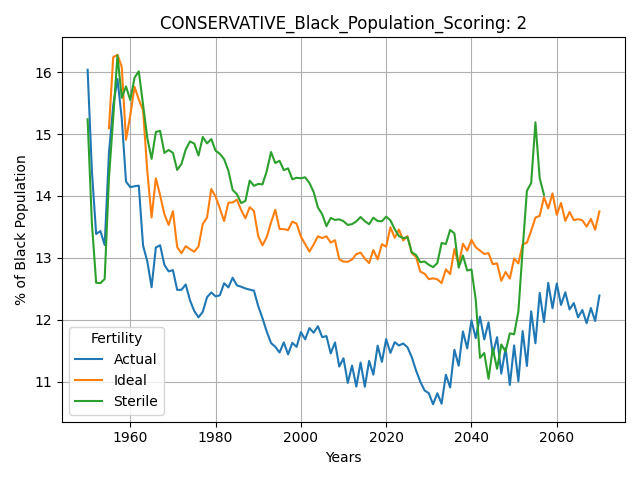 CONSERVATIVE_Black_Population_Scoring: 2
% of Black Population
16
15
14
13
12
11
Fertility
Actual
Ideal
Sterile
1960
1980
2000
2020
2040
2060
Years